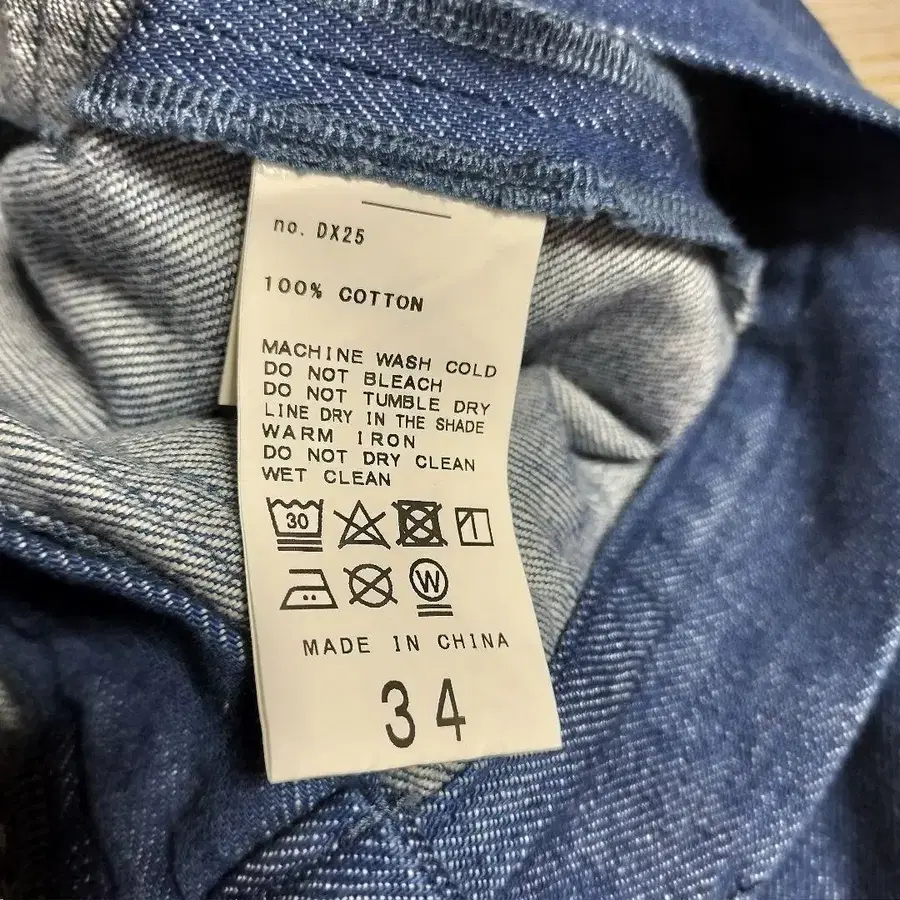 no. DX25
100% COTTON
MACHINE WASH COLD
DO NOT BLEACH
DO NOT TUMBLE DRY
LINE DRY IN THE SHADE
WARM IRON
DO NOT DRY CLEAN
WET CLEAN
30
W
MADE IN CHINA
34